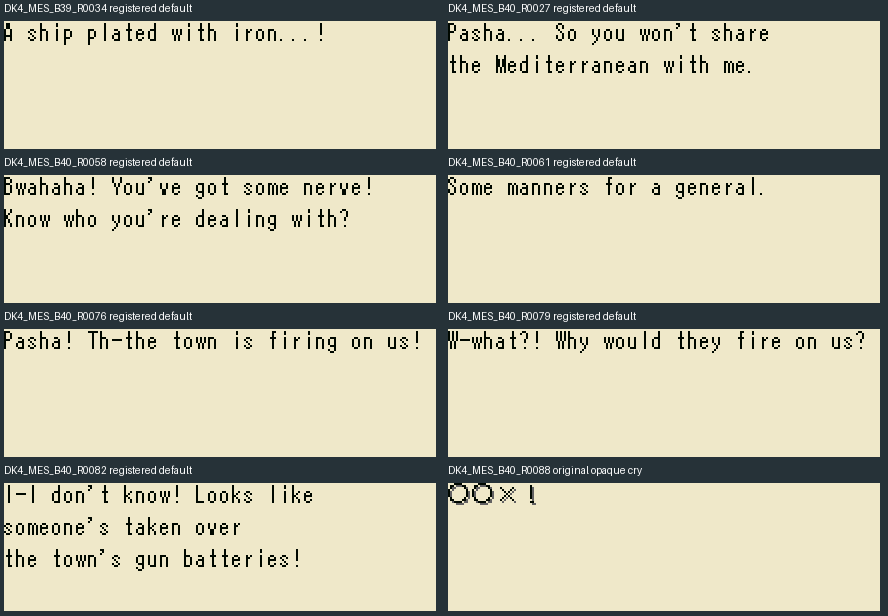 DK4_MES_B39_R0034 registered default
A ship plated with iron...!
DK4_MES_B40_R0027 registered default
Pasha... So you won't share
the Mediterranean with me.
DK4_MES_B40_R0058 registered default
Bwahaha! You've got some nerve!
Know who you're dealing with?
DK4_MES_B40_R0061 registered default
Some manners for a general.
DK4_MES_B40_R0076 registered default
Pasha! Th-the town is firing on us!
DK4_MES_B40_R0079 registered default
W-what?! Why would they fire on us?
DK4_MES_B40_R0082 registered default
I-I don't know! Looks like
someone's taken over
the town's gun batteries!
DK4_MES_B40_R0088 original opaque cry
○○×！